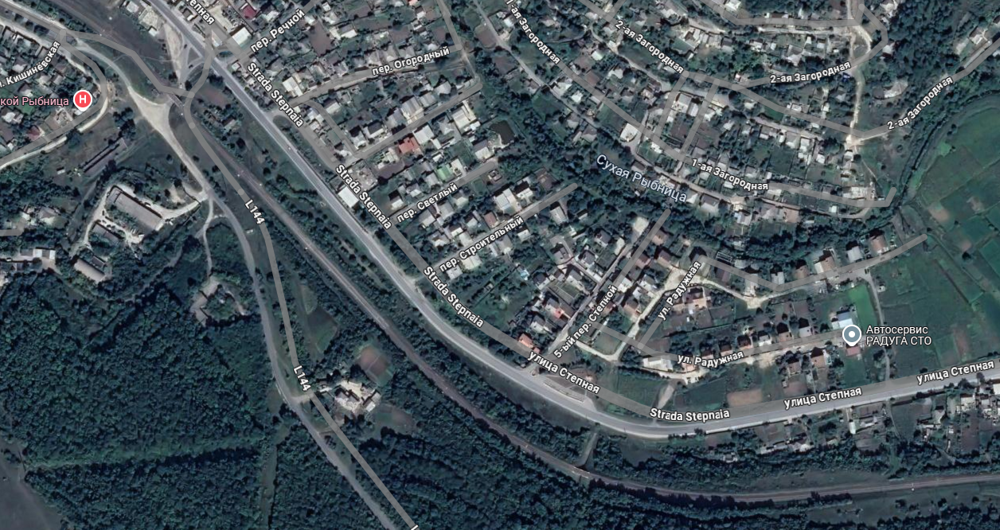 тепная
пер. Речной
1-ая Загородная
2-ая Загородная
л. Кишинёвская
Strada Stepnaia
пер. Огородный
2-ая Загородная
2-ая Загородная
кой Рыбница
H
Strada Stepnaia
Сухая Рыбница
1-ая Загородная
L144
пер. Светлый
пер. Строительный
Strada Stepnaia
ул. Радужная
5-ый пер. Степной
Автосервис
РАДУГА СТО
L144
улица Степная
ул. Радужная
улица Степная
улица Степная
Strada Stepnaia